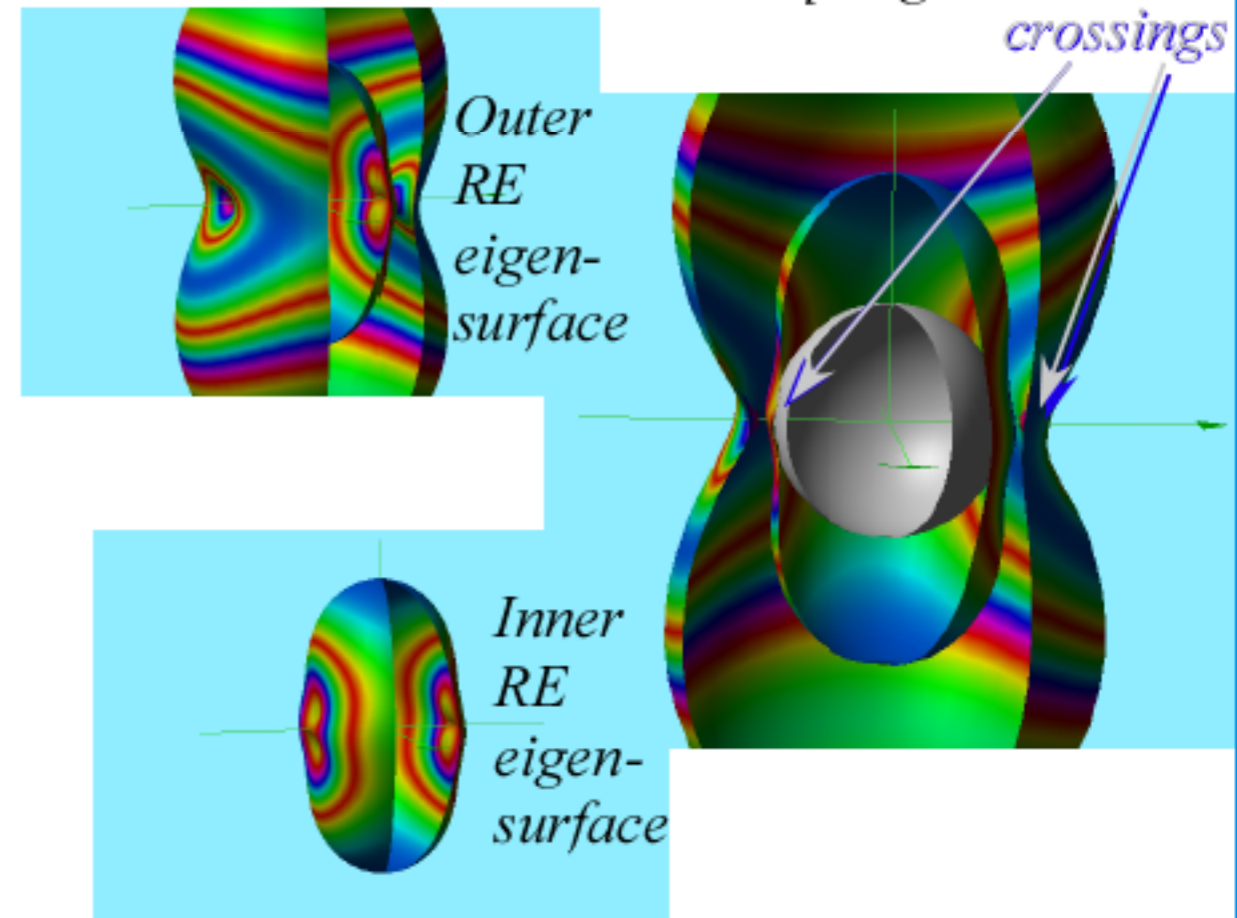 crossings
Outer
RE
eigen-
surface
Inner
RE
eigen-
surface